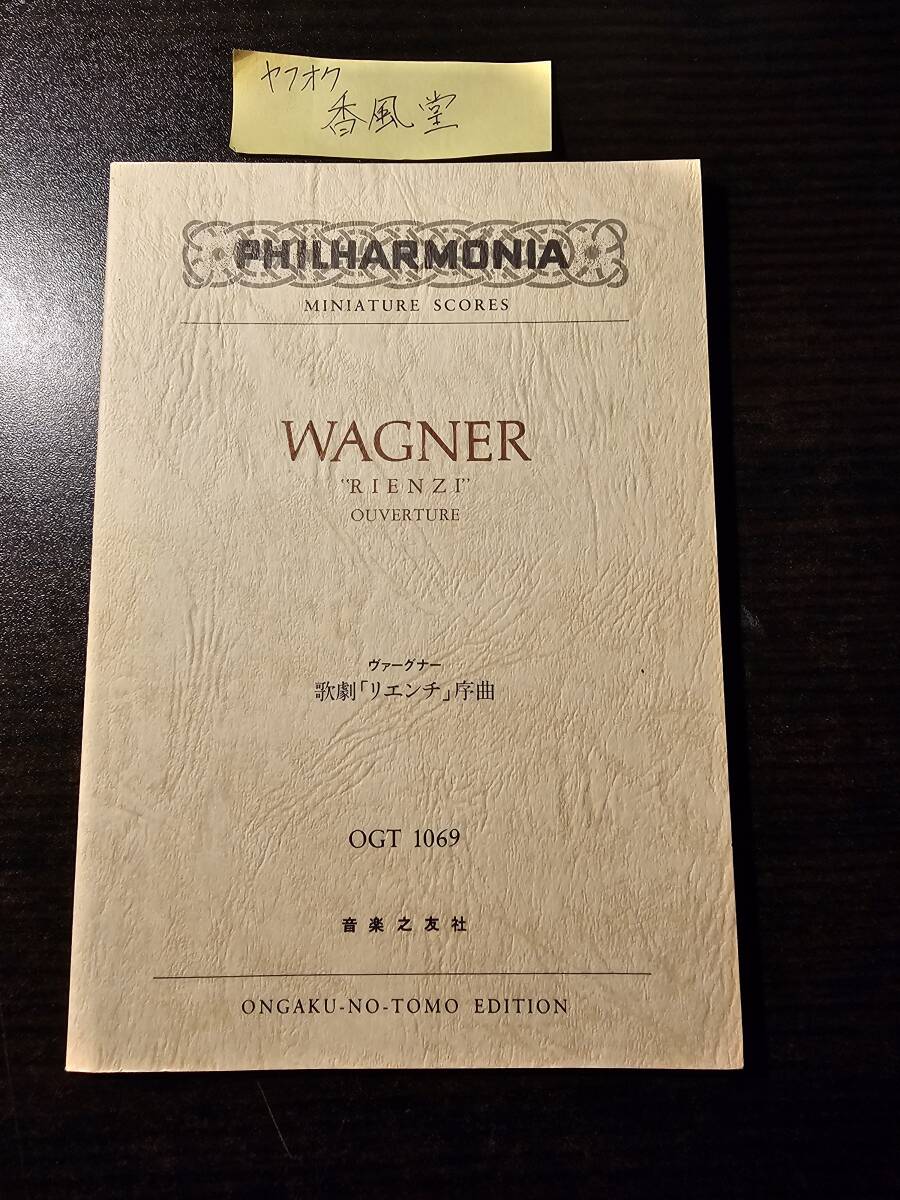 ヤフオク
香風堂
PHILHARMONIA
MINIATURE SCORES
WAGNER
"RIENZI"
OUVERTURE
ヴァーグナー
歌劇「リエンチ」序曲
OGT 1069
音楽之友社
ONGAKU-NO-TOMO EDITION